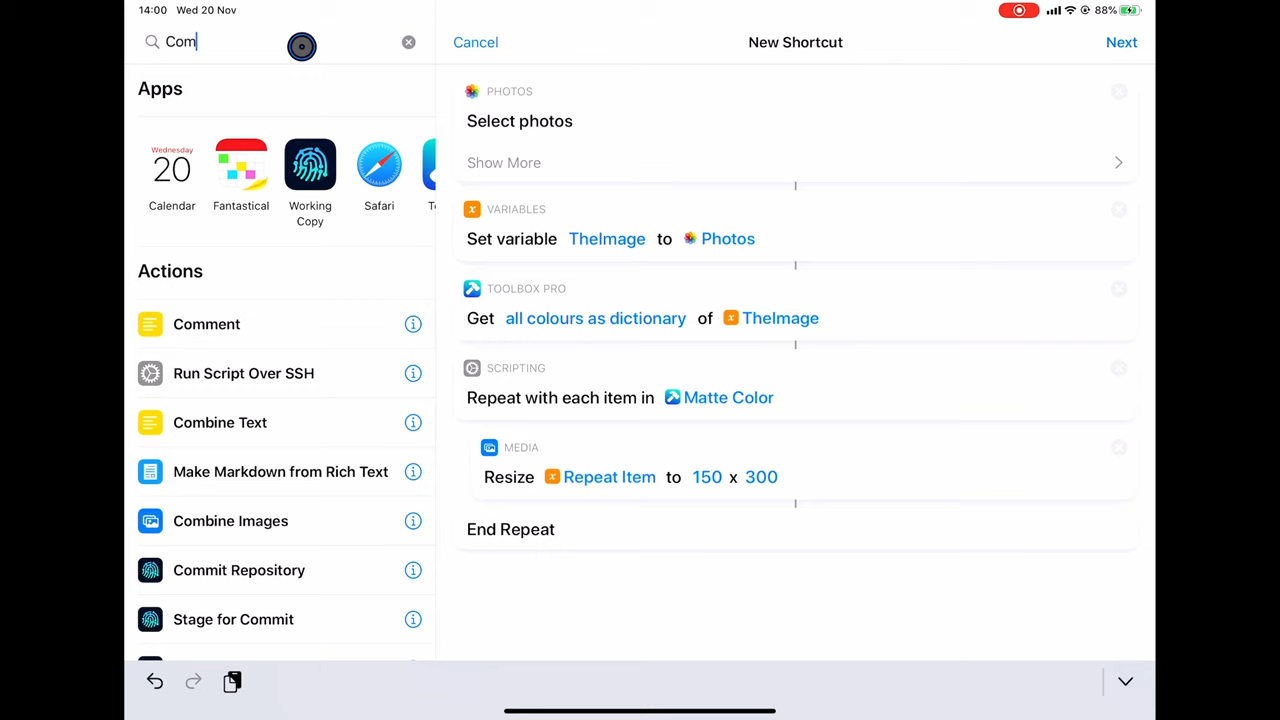 14:00 Wed 20 Nov
88%
Com
Apps
Wednesday
20
Calendar
Fantastical
Working
Copy
Safari
Actions
Comment
Run Script Over SSH
Combine Text
Make Markdown from Rich Text
Combine Images
Commit Repository
Stage for Commit
Cancel
New Shortcut
Next
PHOTOS
Select photos
Show More
VARIABLES
Set variable TheImage to Photos
TOOLBOX PRO
Get all colours as dictionary of TheImage
SCRIPTING
Repeat with each item in Matte Color
MEDIA
Resize Repeat Item to 150 x 300
End Repeat